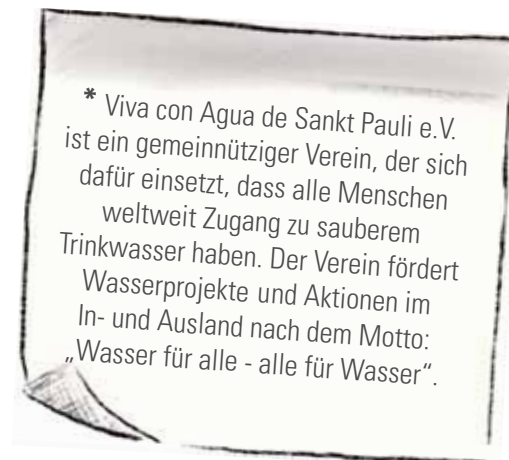 * Viva con Agua de Sankt Pauli e.V.
ist ein gemeinnütziger Verein, der sich
dafür einsetzt, dass alle Menschen
weltweit Zugang zu sauberem
Trinkwasser haben. Der Verein fördert
Wasserprojekte und Aktionen im
In- und Ausland nach dem Motto:
„Wasser für alle - alle für Wasser“.